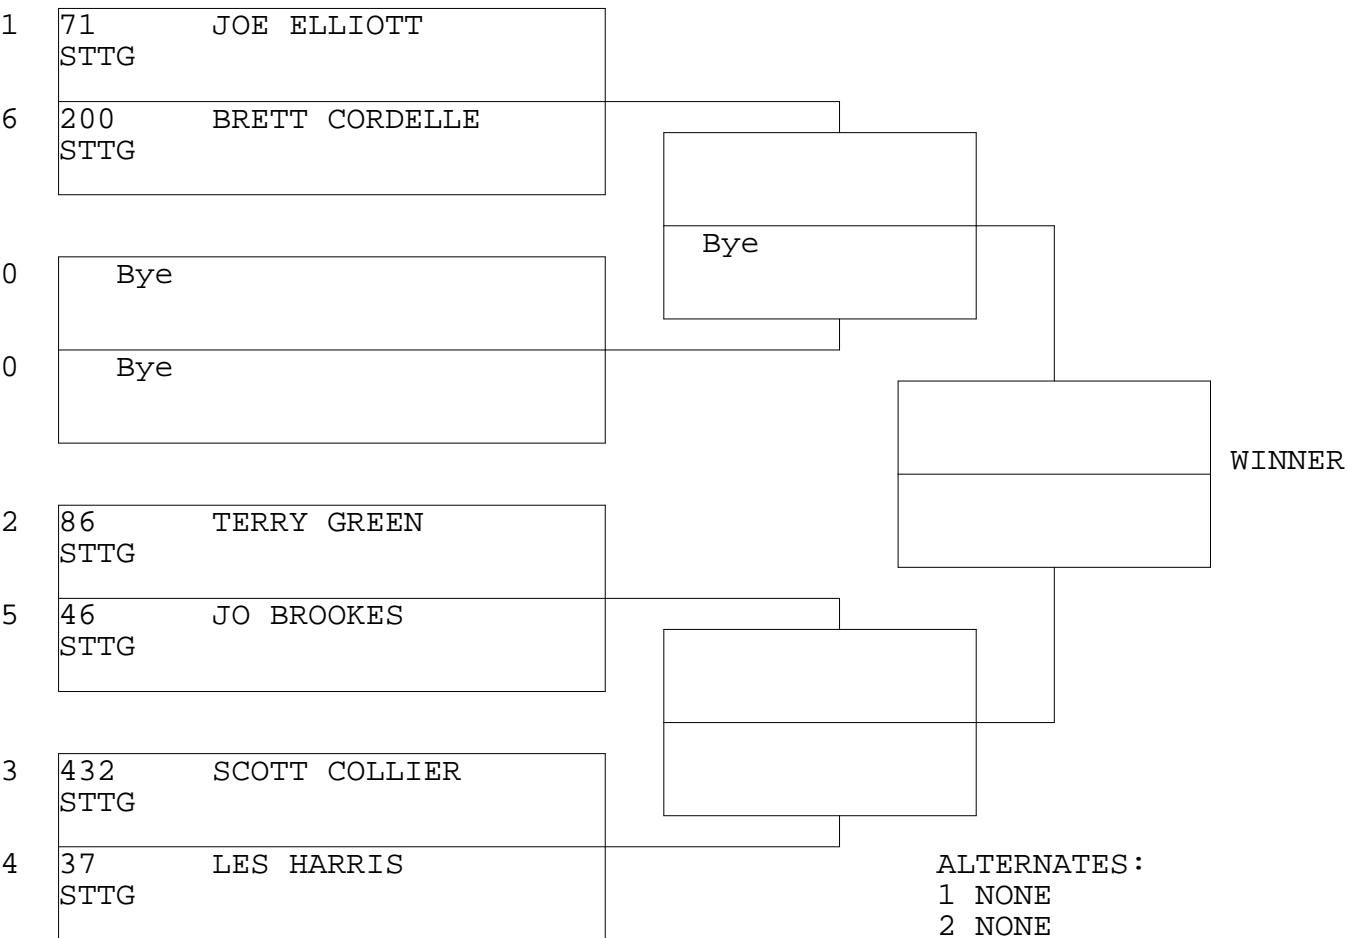 1 71 JOE ELLIOTT
STTG
6 200 BRETT CORDELLE
STTG
Bye
0 Bye
0 Bye
WINNER
2 86 TERRY GREEN
STTG
5 46 JO BROOKES
STTG
3 432 SCOTT COLLIER
STTG
4 37 LES HARRIS
STTG
ALTERNATES:
1 NONE
2 NONE